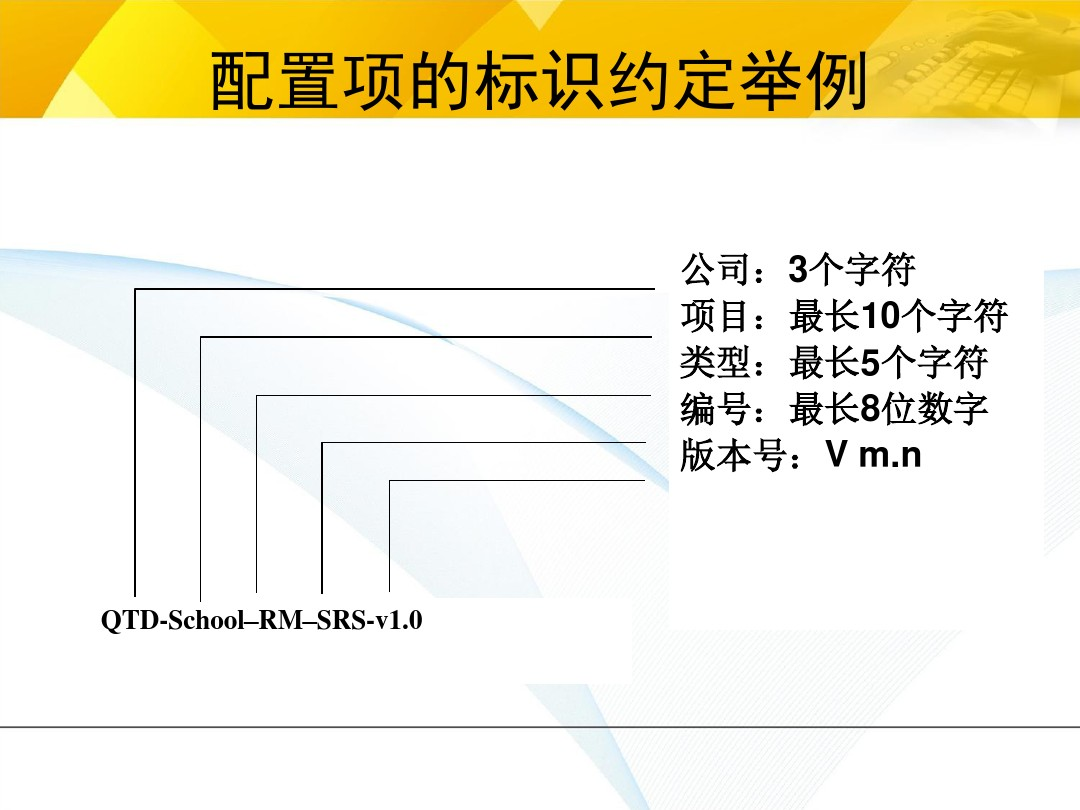 配置项的标识约定举例
公司：3个字符
项目：最长10个字符
类型：最长5个字符
编号：最长8位数字
版本号：V m.n
QTD-School–RM–SRS-v1.0